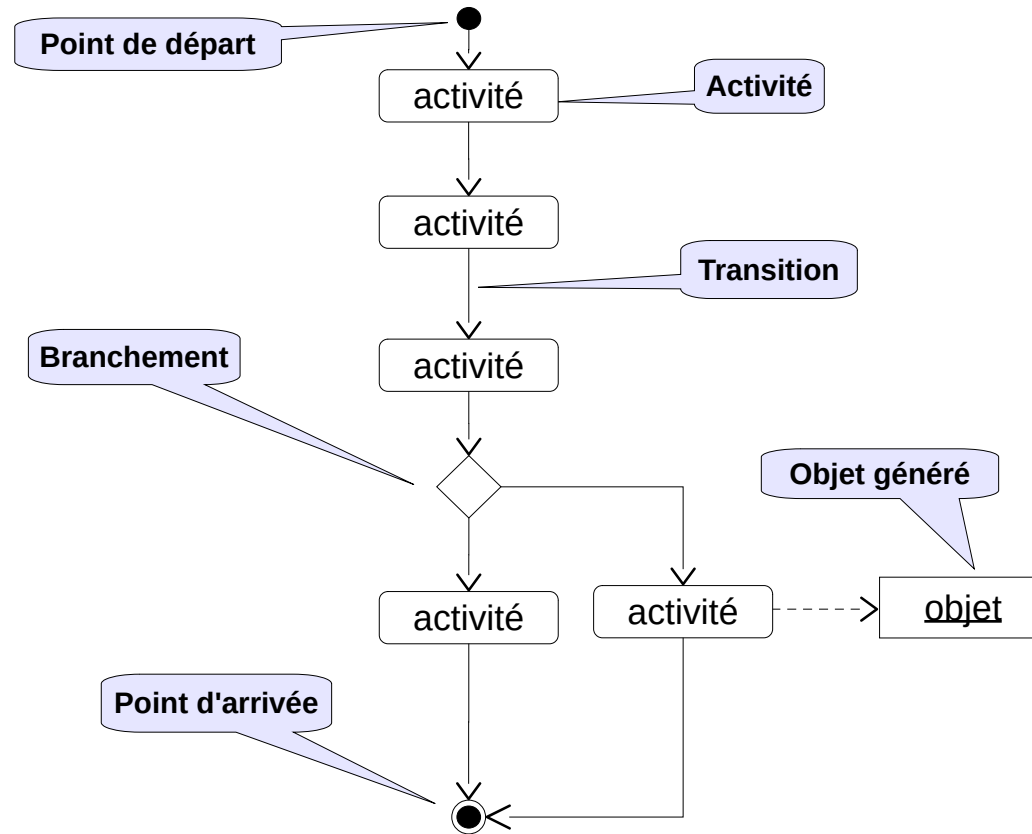 Point de départ
activité
Activité
activité
Transition
Branchement
activité
Objet généré
activité
activité
objet
Point d'arrivée